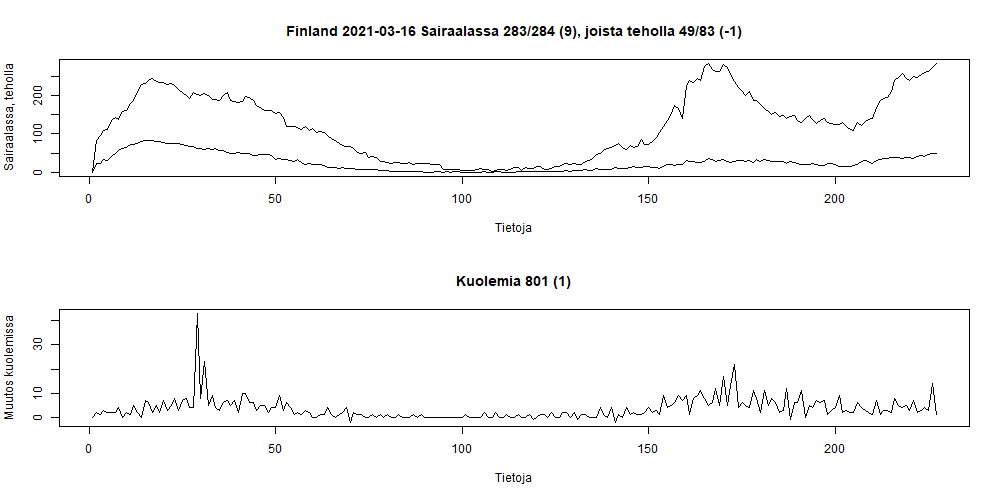 Finland 2021-03-16 Sairaalassa 283/284 (9), joista teholla 49/83 (-1)
Sairaalassa, teholla
200
100
0
0 50 100 150 200
Tietoja
Kuolemia 801 (1)
Muutos kuolemissa
30
10
0
0 50 100 150 200
Tietoja